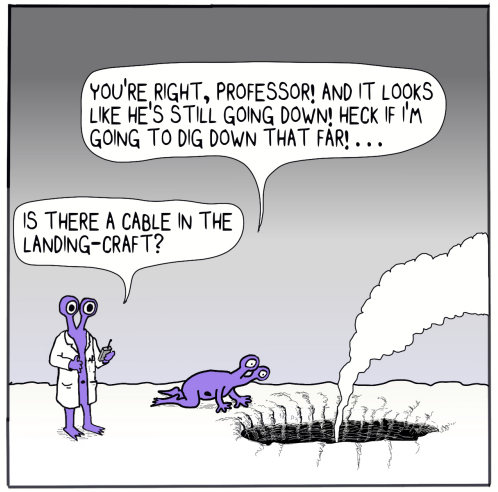 YOU'RE RIGHT, PROFESSOR! AND IT LOOKS
LIKE HE'S STILL GOING DOWN! HECK IF I'M
GOING TO DIG DOWN THAT FAR!...
IS THERE A CABLE IN THE
LANDING-CRAFT?